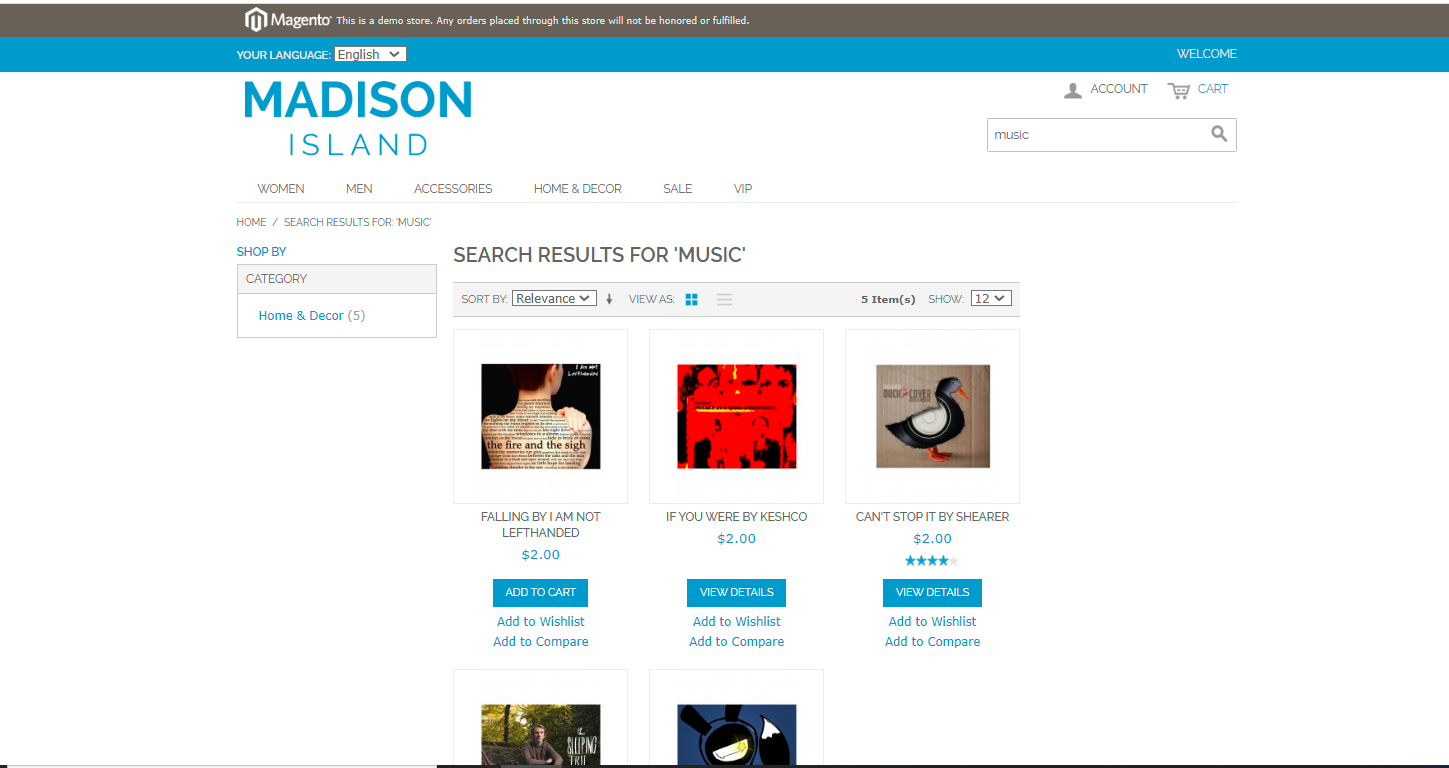 Magento® This is a demo store. Any orders placed through this store will not be honored or fulfilled.
YOUR LANGUAGE: English
WELCOME
MADISON
ISLAND
ACCOUNT
CART
music
WOMEN MEN ACCESSORIES HOME & DECOR SALE VIP
HOME / SEARCH RESULTS FOR: 'MUSIC'
SHOP BY
CATEGORY
Home & Decor (5)
SEARCH RESULTS FOR 'MUSIC'
SORT BY: Relevance VIEW AS: 5 Item(s) SHOW: 12
I Am Not
Lefthanded
the fire and the sigh
DUCK COVER
FALLING BY I AM NOT
LEFTHANDED
$2.00
ADD TO CART
Add to Wishlist
Add to Compare
IF YOU WERE BY KESHCO
$2.00
VIEW DETAILS
Add to Wishlist
Add to Compare
CAN'T STOP IT BY SHEARER
$2.00
VIEW DETAILS
Add to Wishlist
Add to Compare
SLEEPING